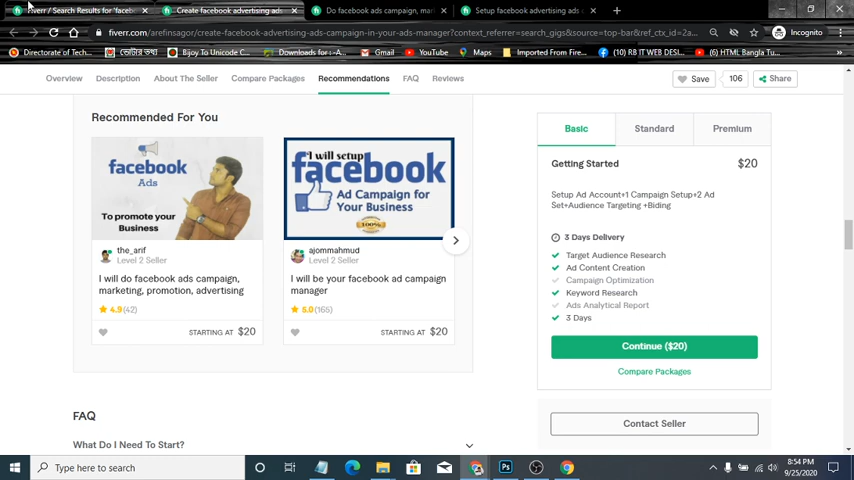 Fiverr / Search Results for 'faceb
Create facebook advertising ads
Do facebook ads campaign, mar
Setup facebook advertising ads c
fiverr.com/arefinsagor/create-facebook-advertising-ads-campaign-in-your-ads-manager?context_referrer=search_gigs&source=top-bar&ref_ctx_id=2a...
Incognito
Directorate of Tech...
ভোটার তথ্য
Bijoy To Unicode C...
Downloads for : -A...
Gmail
YouTube
Maps
Imported From Fire...
(10) RB IT WEB DESI...
(2) HTML Bangla Tu...
Overview Description About The Seller Compare Packages Recommendations FAQ Reviews
Save 106 Share
Recommended For You
facebook
Ads
To promote your
Business
the_arif
Level 2 Seller
I will do facebook ads campaign,
marketing, promotion, advertising
4.9 (42)
STARTING AT $20
I will setup
facebook
Ad Campaign for
Your Business
100%
ajommahmud
Level 2 Seller
I will be your facebook ad campaign
manager
5.0 (165)
STARTING AT $20
FAQ
What Do I Need To Start?
Basic Standard Premium
Getting Started $20
Setup Ad Account+1 Campaign Setup+2 Ad
Set+Audience Targeting +Biding
3 Days Delivery
Target Audience Research
Ad Content Creation
Campaign Optimization
Keyword Research
Ads Analytical Report
3 Days
Continue ($20)
Compare Packages
Contact Seller
Type here to search
8:54 PM
9/25/2020